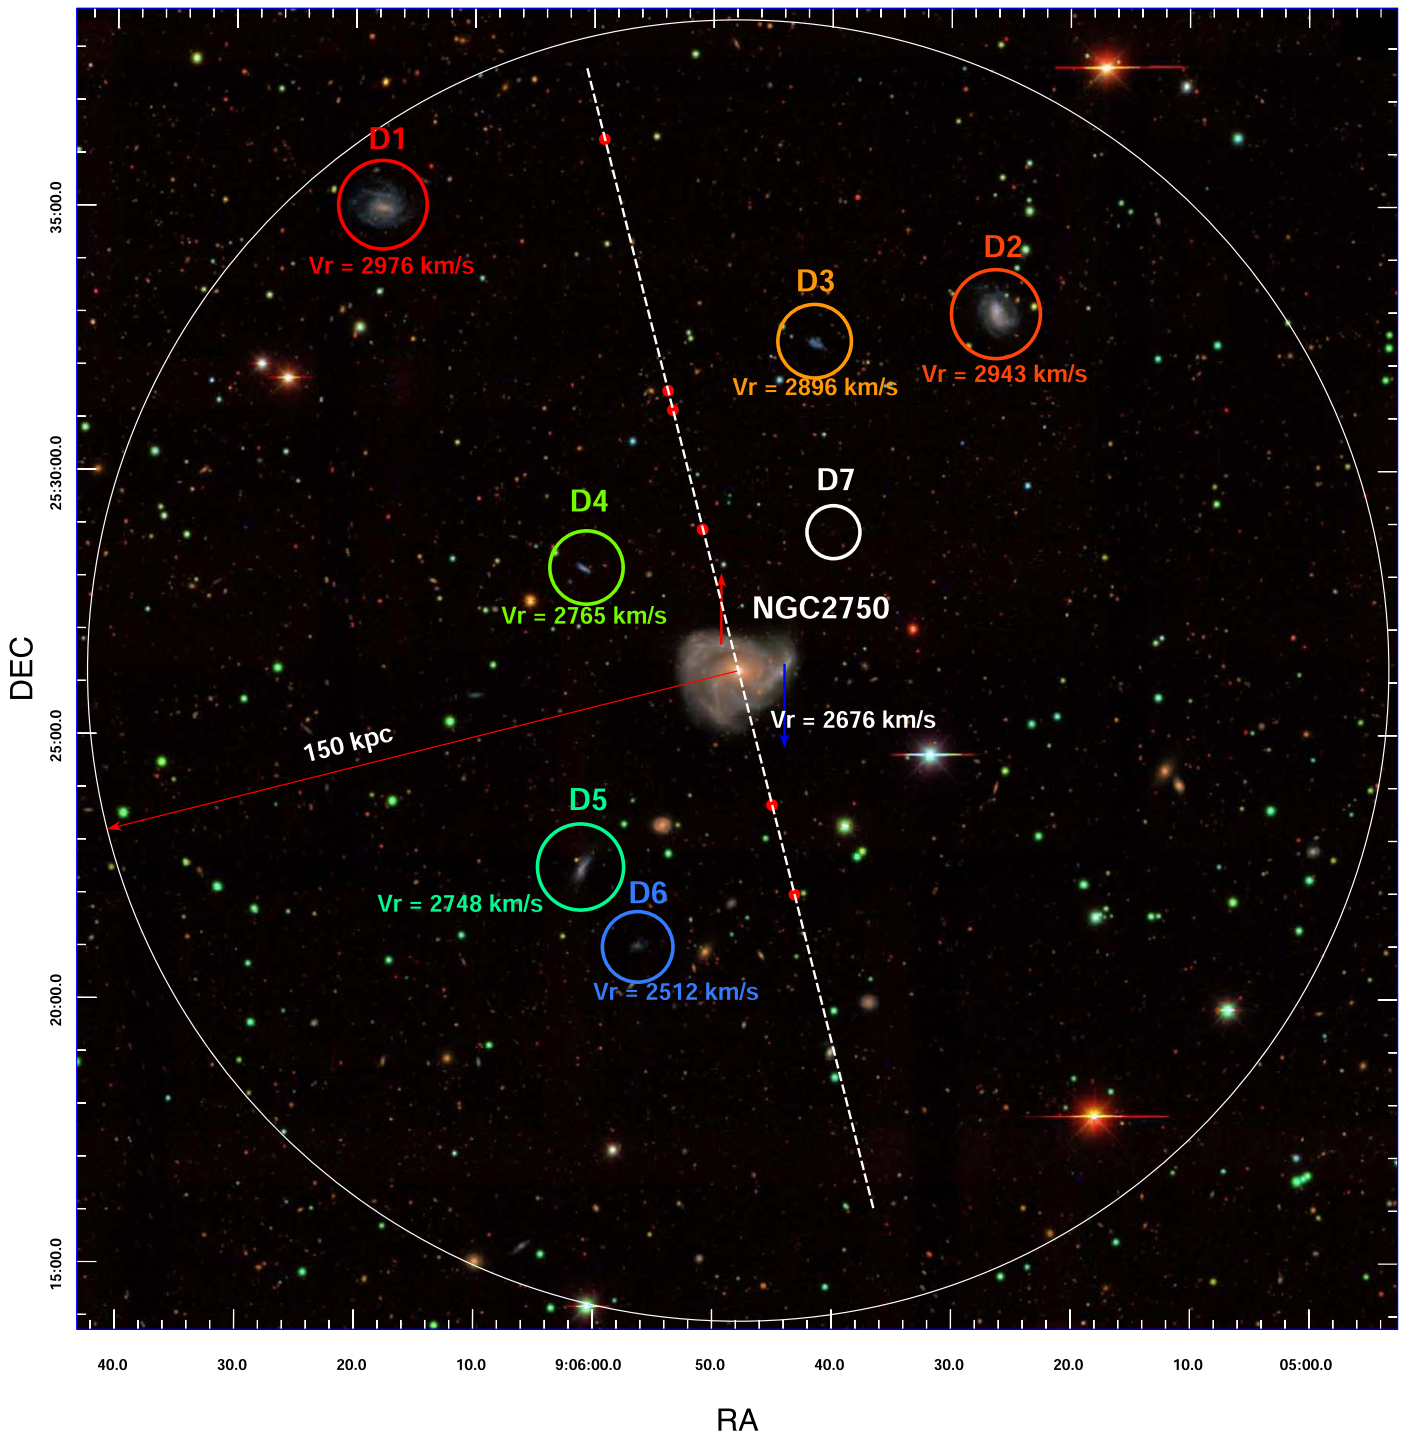 D1
Vr = 2976 km/s
D2
Vr = 2943 km/s
D3
Vr = 2896 km/s
D7
D4
Vr = 2765 km/s
NGC2750
Vr = 2676 km/s
150 kpc
D5
Vr = 2748 km/s
D6
Vr = 2512 km/s
DEC
35:00.0
25:30:00.0
25:00.0
20:00.0
15:00.0
40.0 30.0 20.0 10.0 9:06:00.0 50.0 40.0 30.0 20.0 10.0 05:00.0
RA